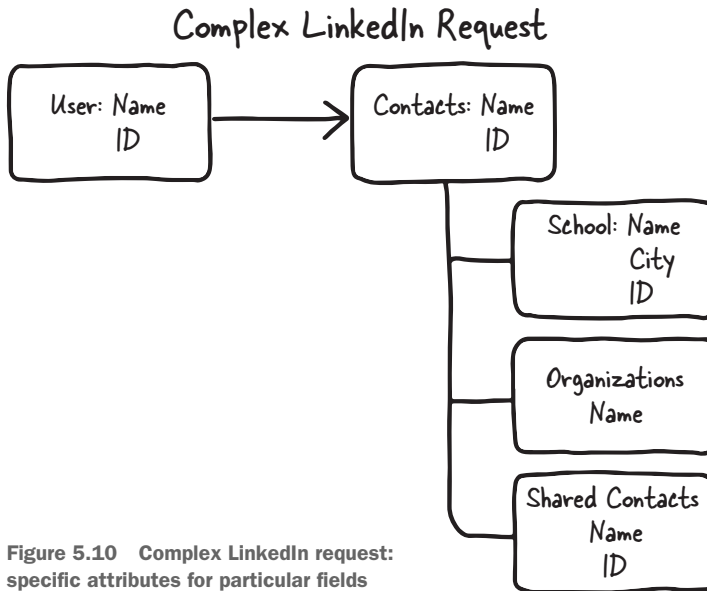 Complex LinkedIn Request
User: Name
ID
Contacts: Name
ID
School: Name
City
ID
Organizations
Name
Shared Contacts
Name
ID
Figure 5.10 Complex LinkedIn request:
specific attributes for particular fields